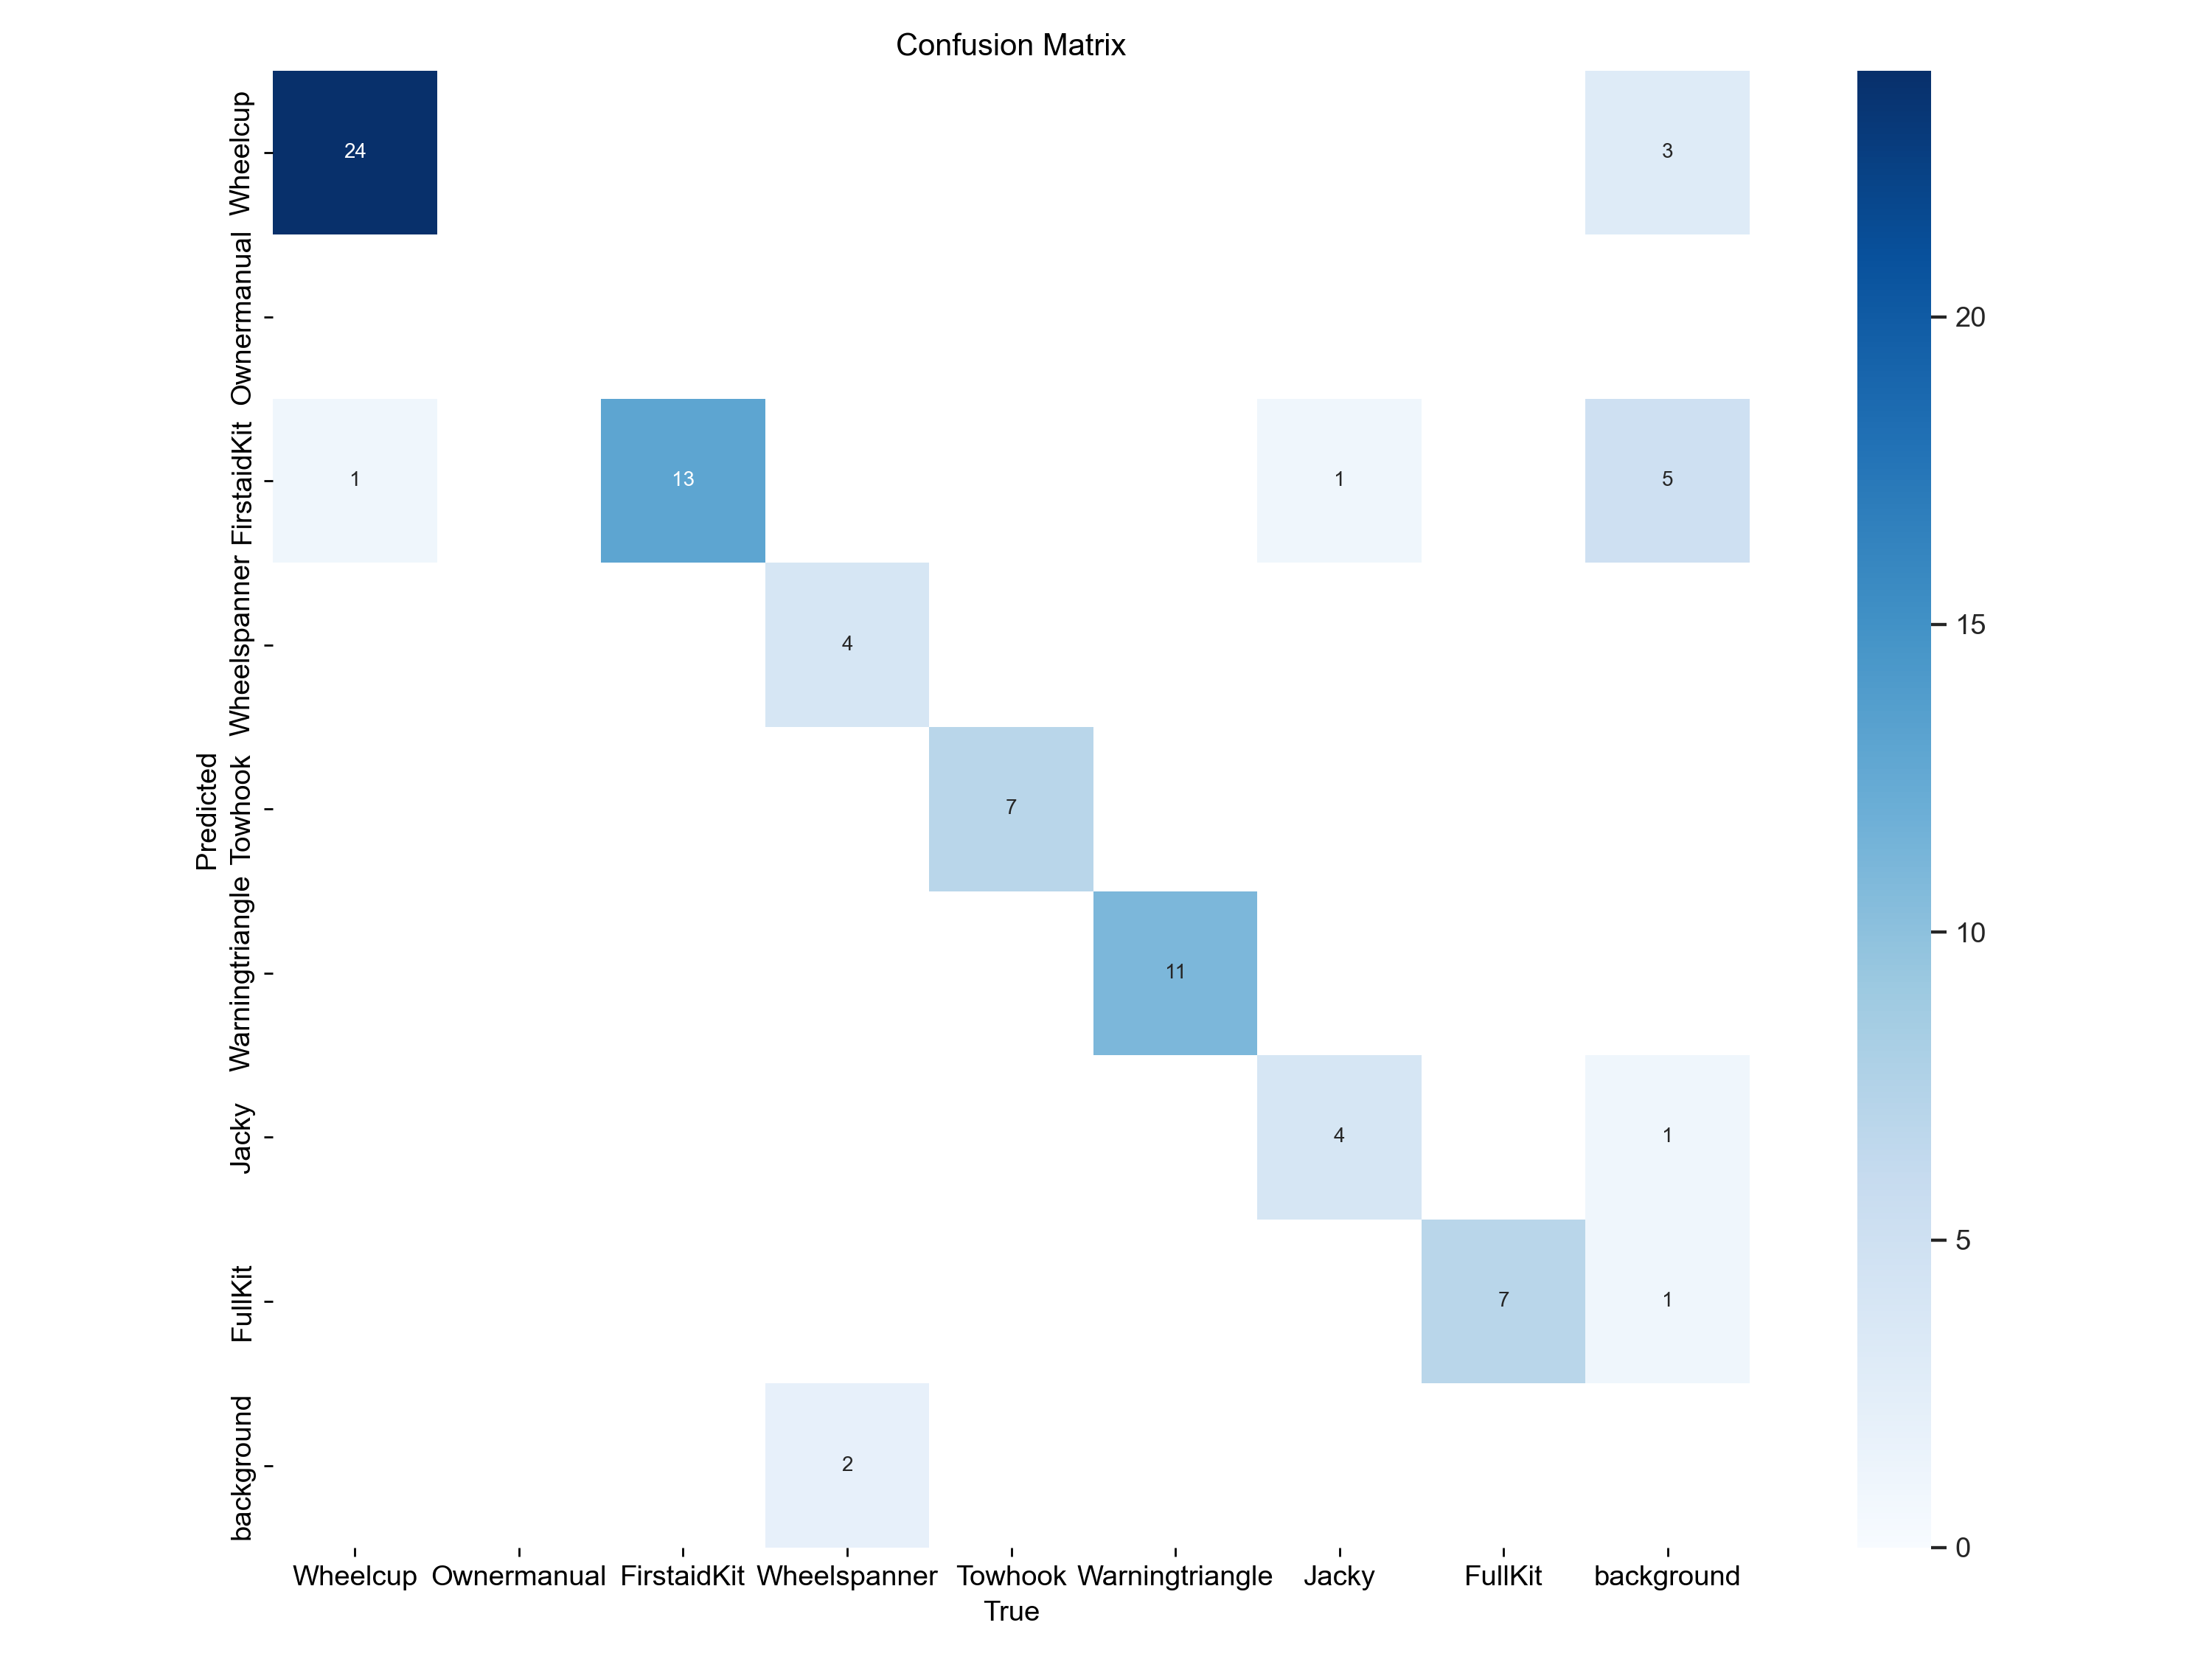 Confusion Matrix
Predicted
Wheelcup
Ownermanual
FirstaidKit
Wheelspanner
Towhook
Warningtriangle
Jacky
FullKit
background
24
3
1
13
1
5
4
7
11
4
1
7
1
2
Wheelcup Ownermanual FirstaidKit Wheelspanner Towhook Warningtriangle Jacky FullKit background
True
20
15
10
5
0